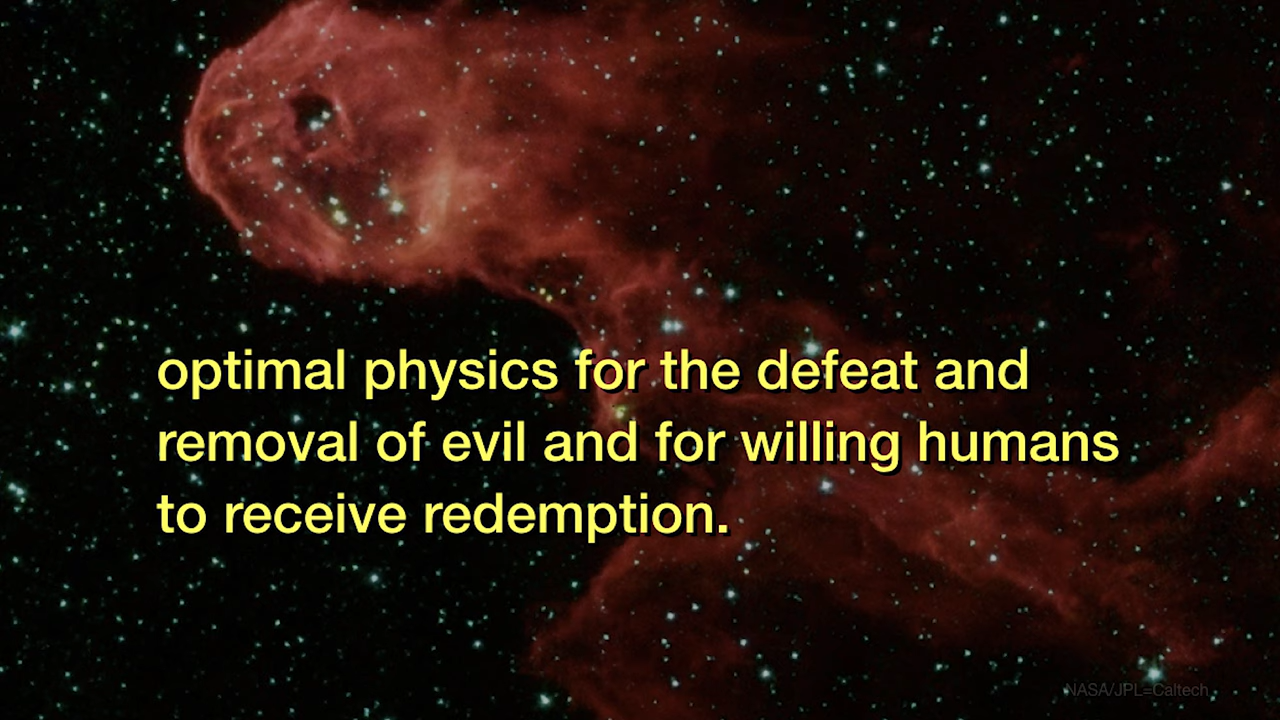 optimal physics for the defeat and
removal of evil and for willing humans
to receive redemption.
NASA/JPL=Caltech